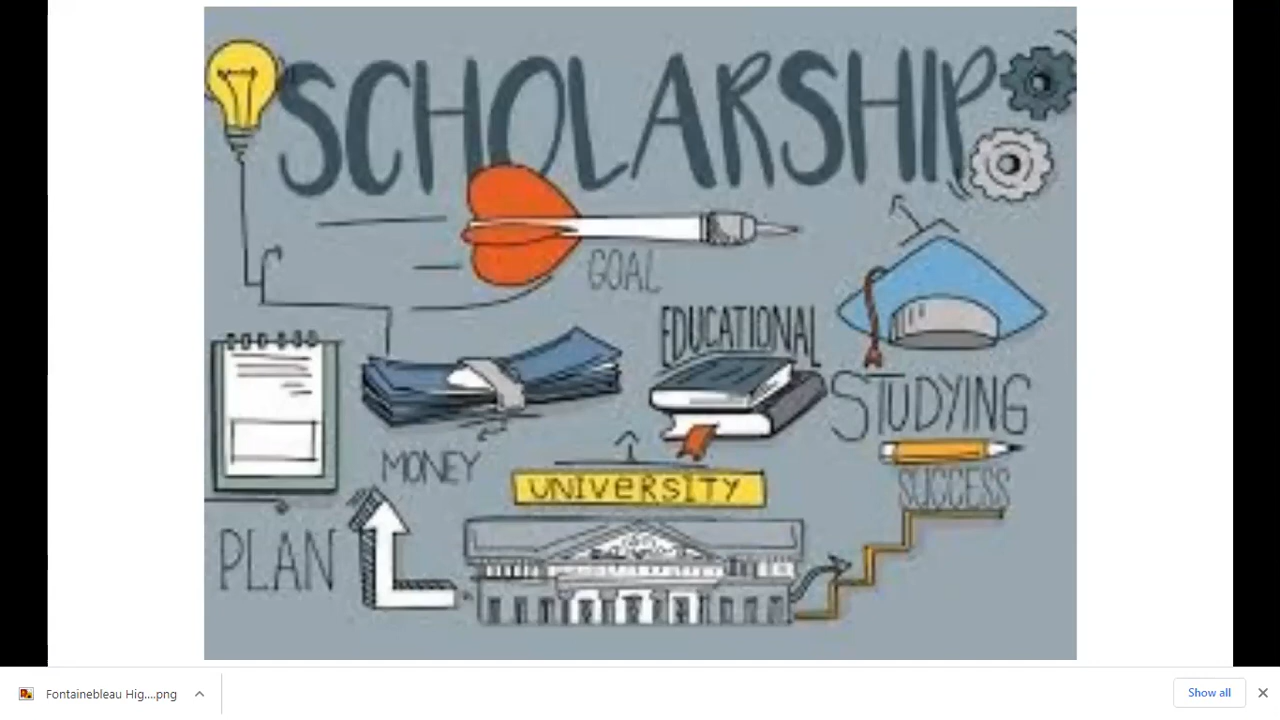 SCHOLARSHIP
GOAL
EDUCATIONAL
STUDYING
MONEY
UNIVERSITY
SUCCESS
PLAN
Fontainebleau Hig....png
Show all